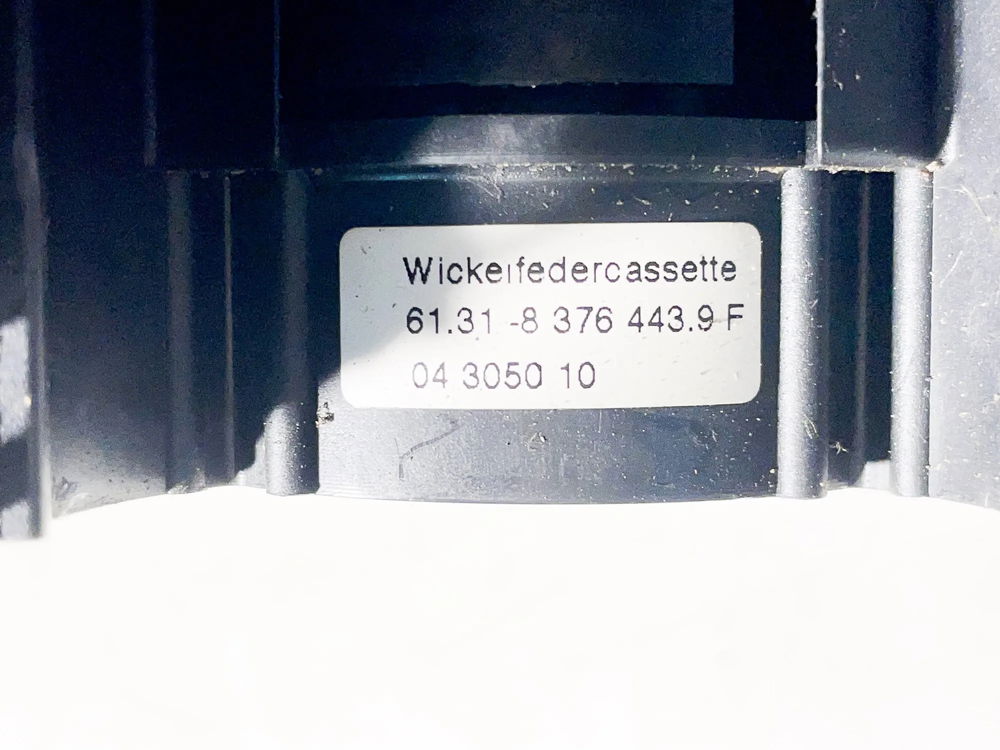 Wickelfedercassette
61.31 -8 376 443.9 F
04 3050 10